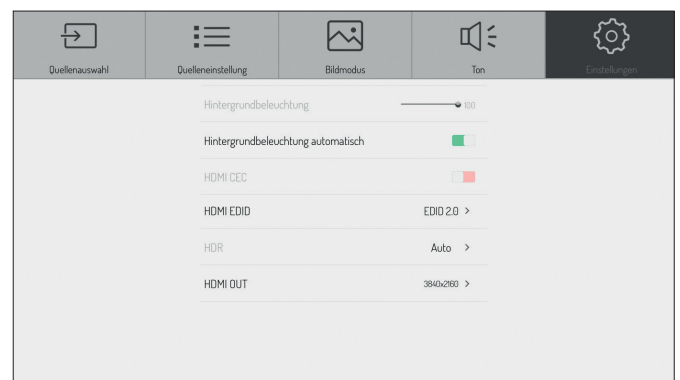 Quellenauswahl
Quelleneinstellung
Bildmodus
Ton
Einstellungen
Hintergrundbeleuchtung 100
Hintergrundbeleuchtung automatisch
HDMI CEC
HDMI EDID EDID 2.0 >
HDR Auto >
HDMI OUT 3840x2160 >